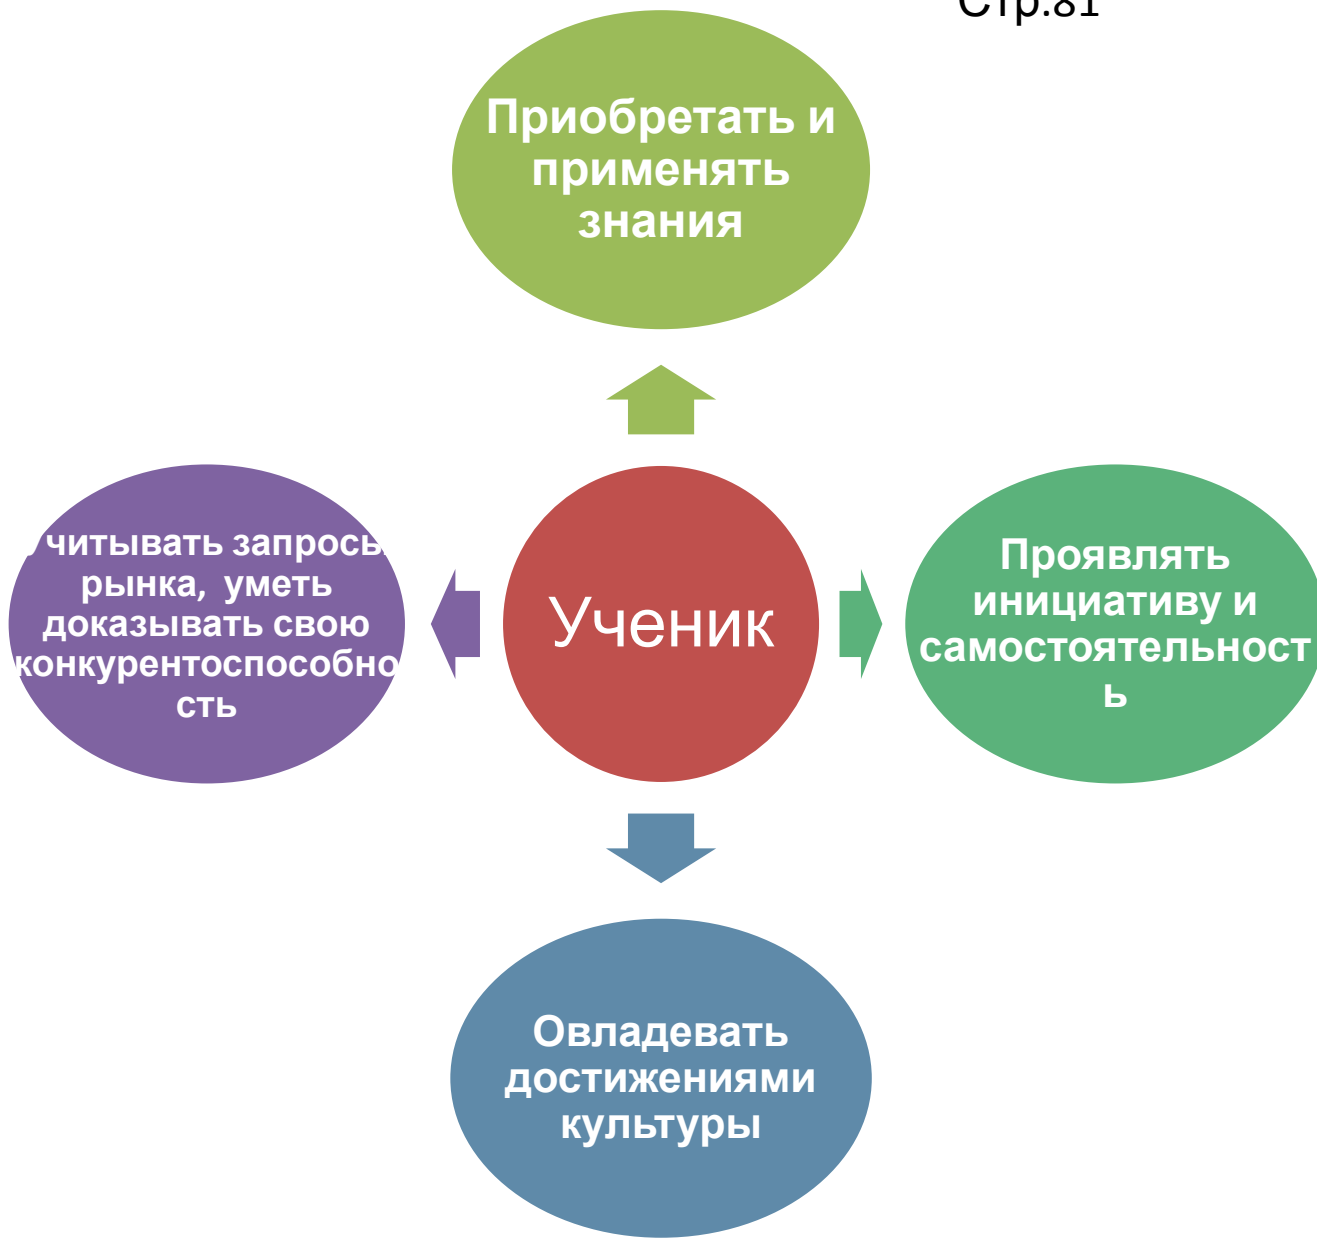 Стр.81
Приобретать и
применять
знания
Учитывать запросы
рынка, уметь
доказывать свою
конкурентоспособно
сть
Ученик
Проявлять
инициативу и
самостоятельност
ь
Овладевать
достижениями
культуры